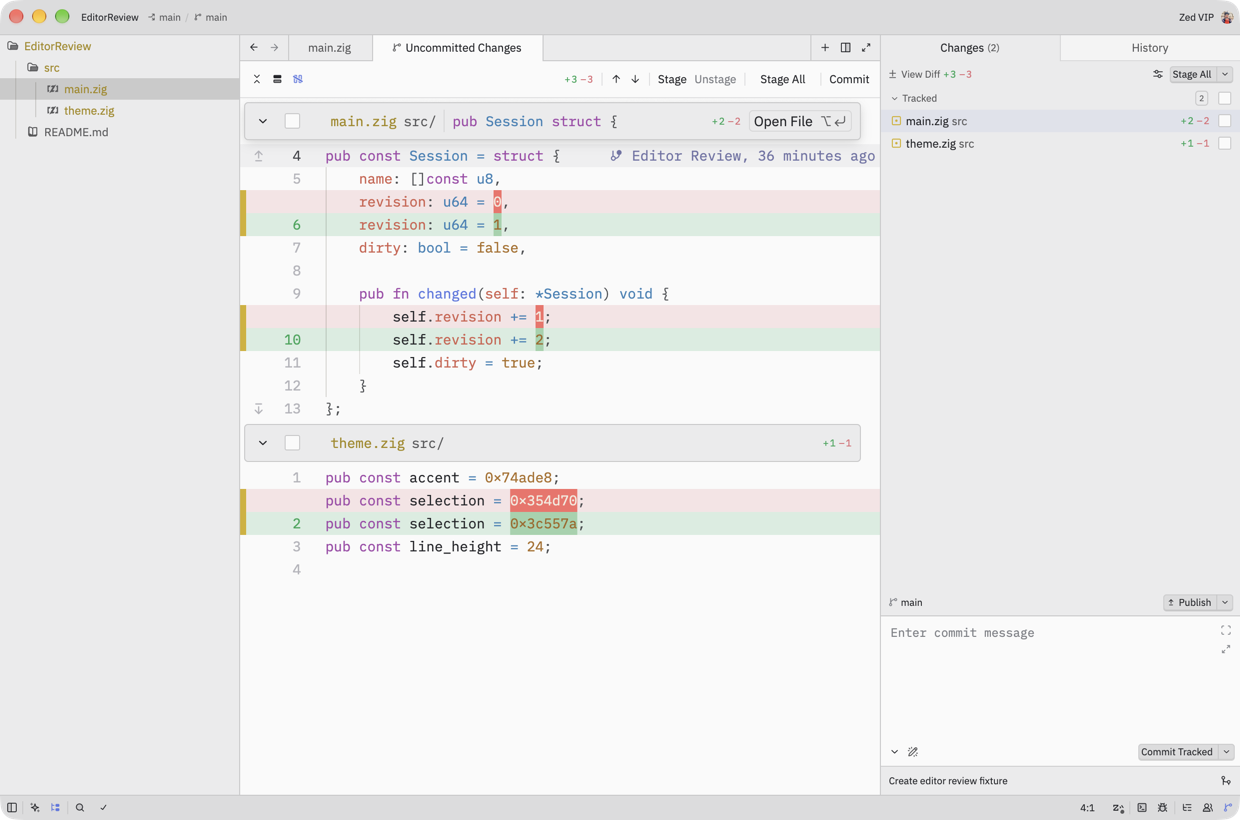 EditorReview main / main
Zed VIP
EditorReview
src
main.zig
theme.zig
README.md
main.zig
Uncommitted Changes
+3 −3 Stage Unstage Stage All Commit
main.zig src/ pub Session struct { +2 −2 Open File
4 pub const Session = struct { Editor Review, 36 minutes ago
5 name: []const u8,
revision: u64 = 0,
6 revision: u64 = 1,
7 dirty: bool = false,
8
9 pub fn changed(self: *Session) void {
self.revision += 1;
10 self.revision += 2;
11 self.dirty = true;
12 }
13 };
theme.zig src/ +1 −1
1 pub const accent = 0×74ade8;
pub const selection = 0×354d70;
2 pub const selection = 0×3c557a;
3 pub const line_height = 24;
4
Changes (2) History
View Diff +3 −3 Stage All
Tracked 2
main.zig src +2 −2
theme.zig src +1 −1
main Publish
Enter commit message
Commit Tracked
Create editor review fixture
4:1